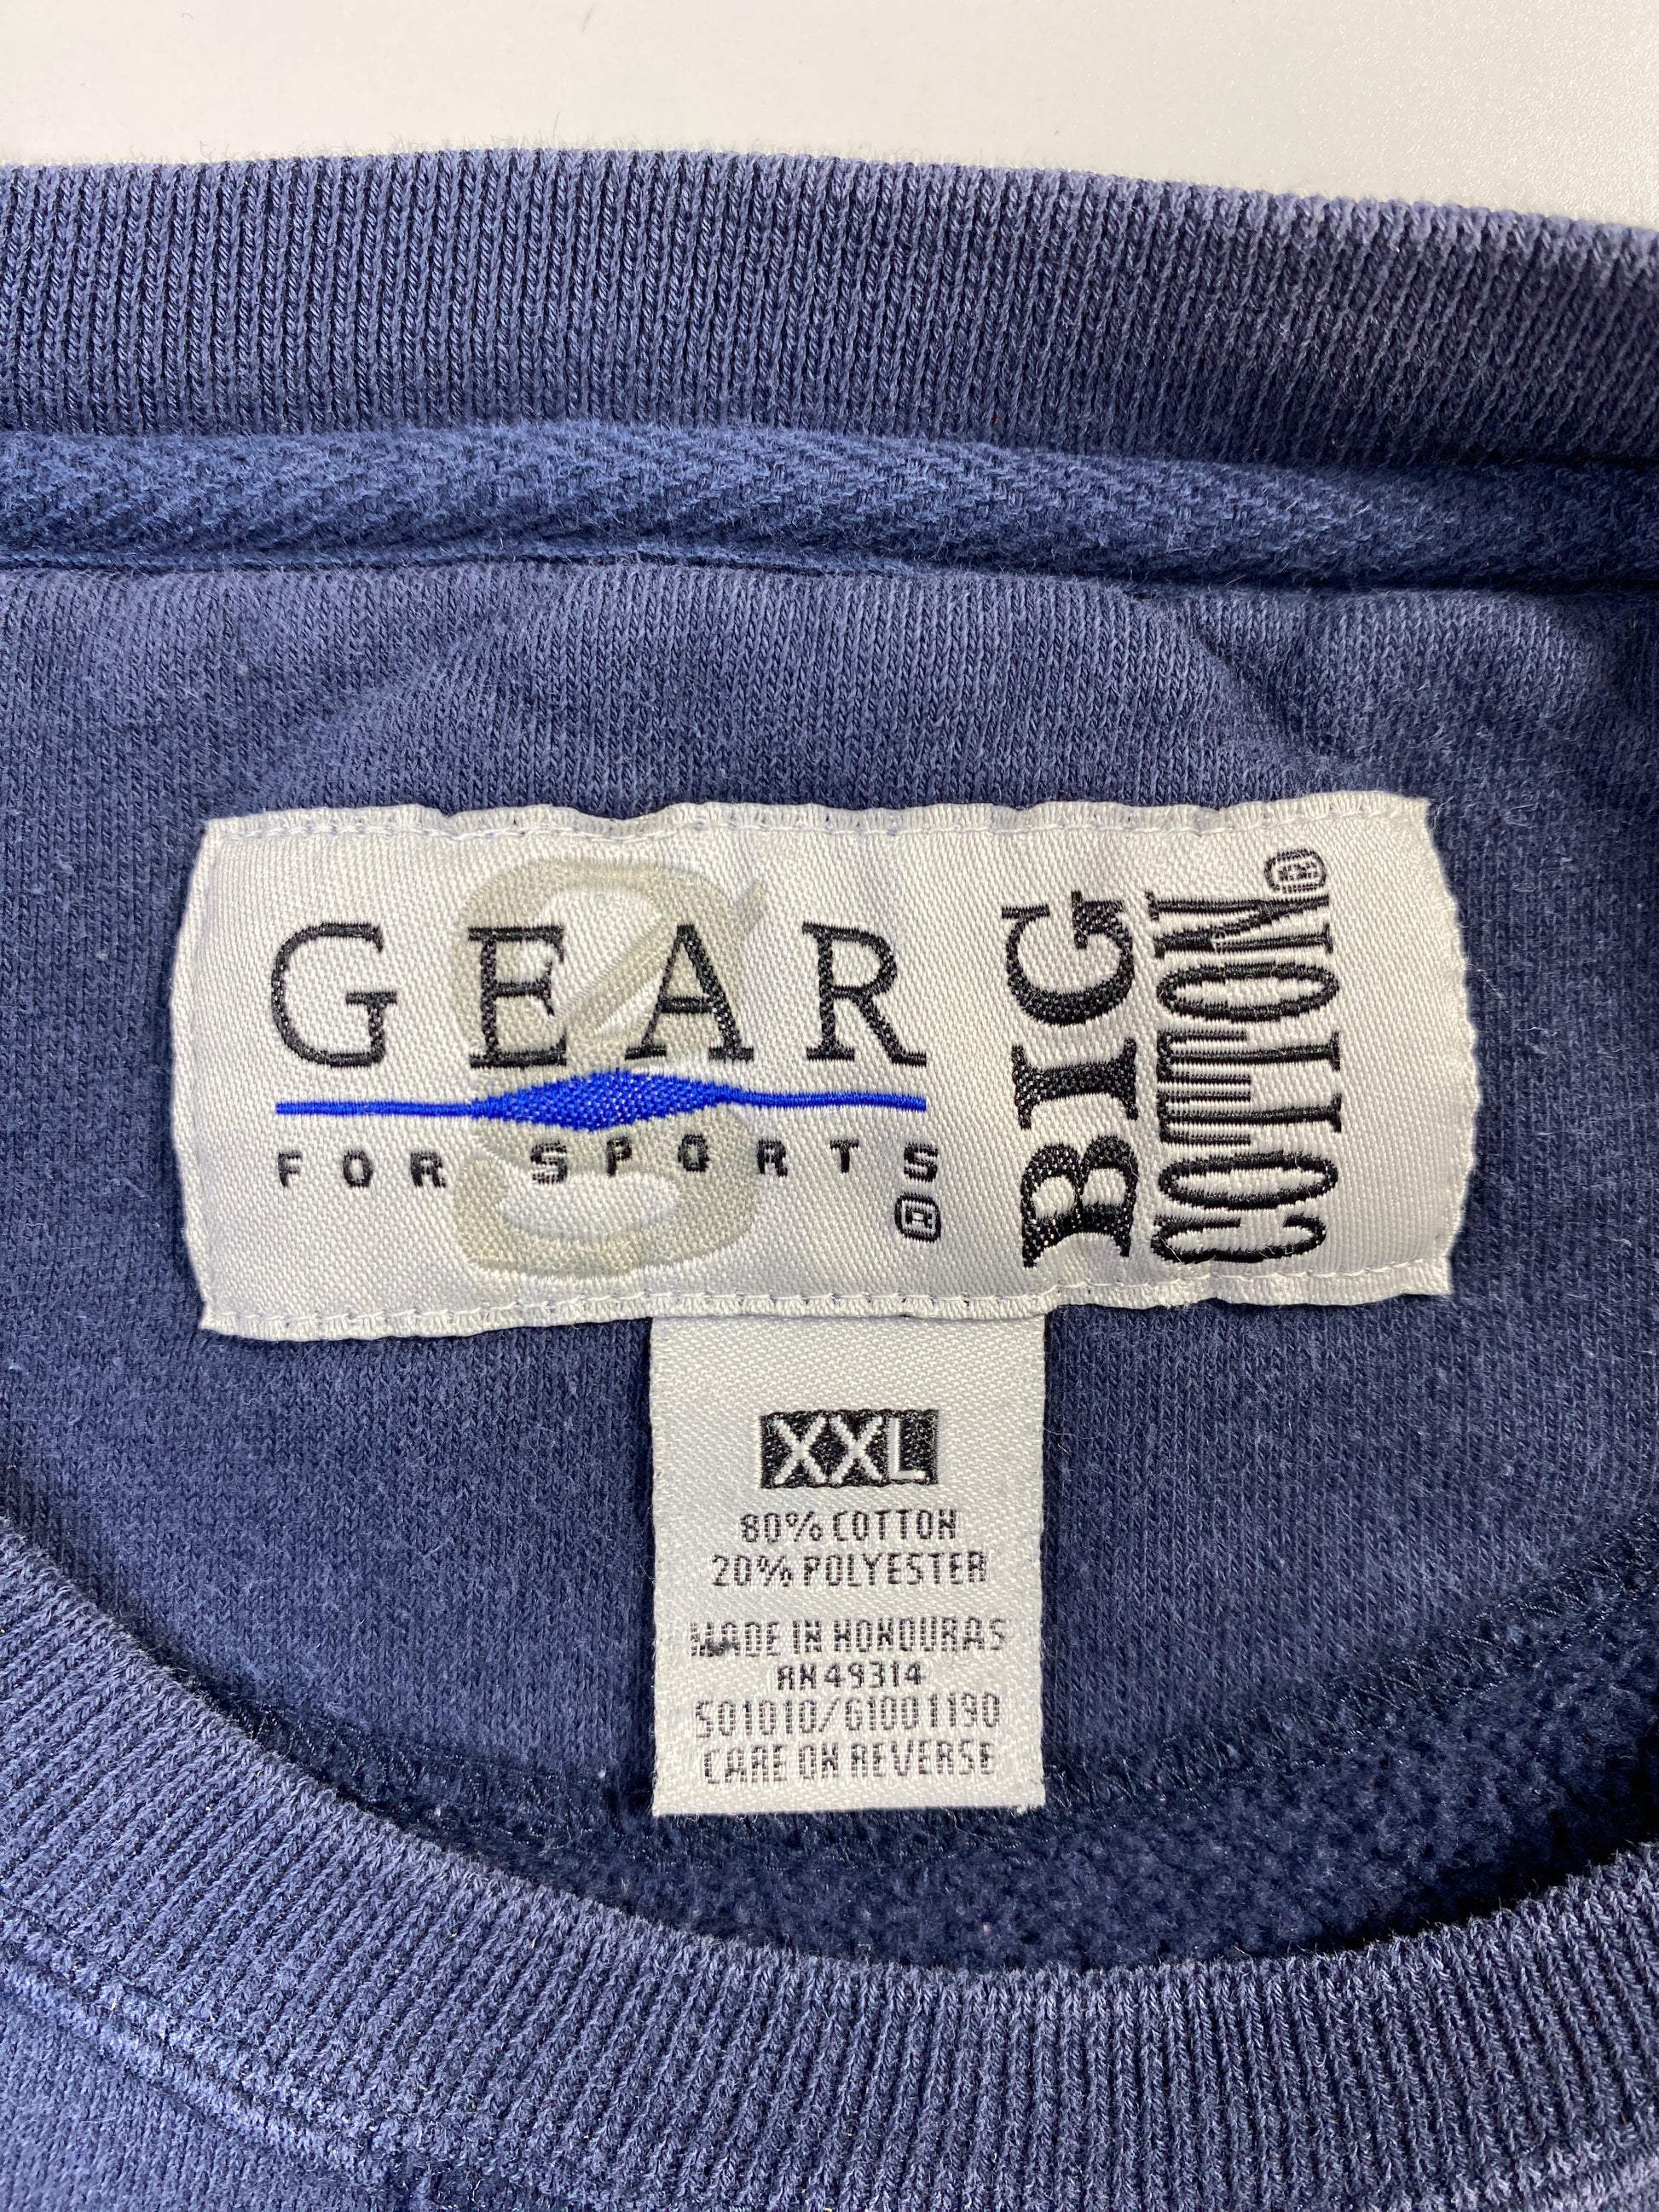 GEAR
FOR SPORTS®
BIG
COTTON®
XXL
80% COTTON
20% POLYESTER
MADE IN HONDURAS
RN 49314
S01010/G1001190
CARE ON REVERSE